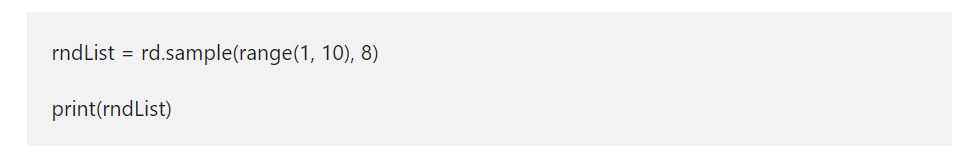 rndList = rd.sample(range(1, 10), 8)
print(rndList)